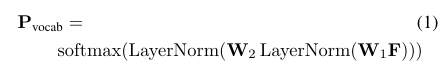 P_vocab = (1)
softmax(LayerNorm(W_2 LayerNorm(W_1F)))